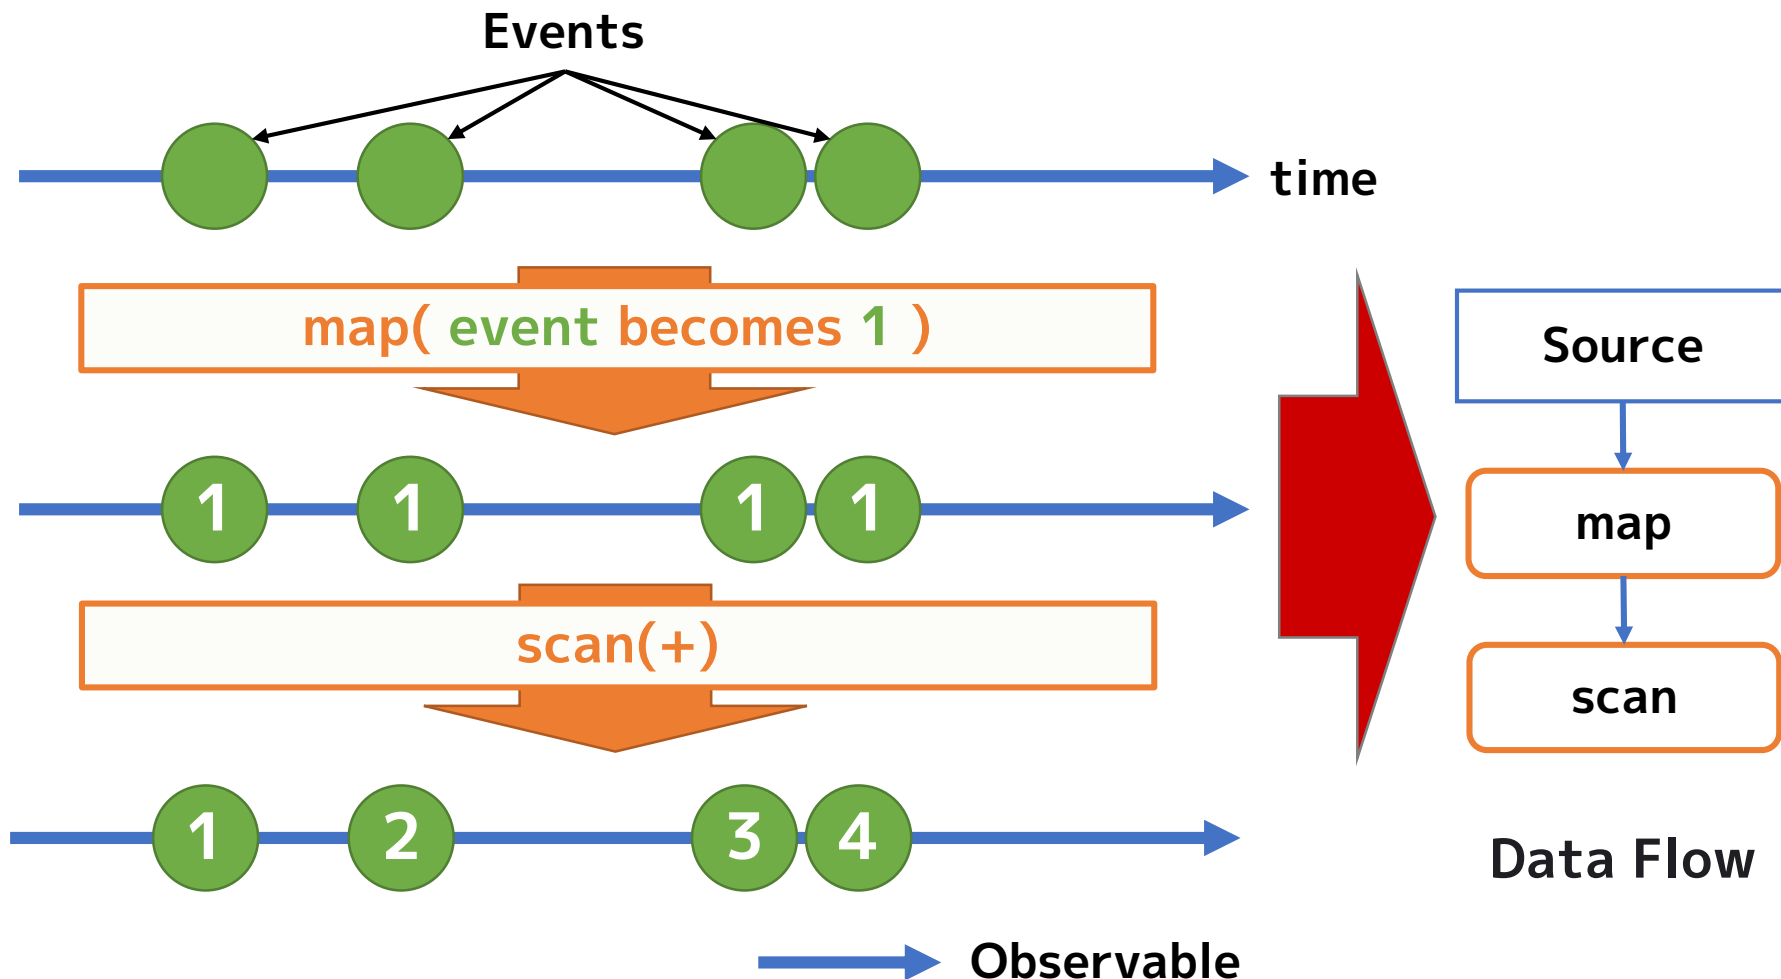 Events
time
map( event becomes 1 )
1 1 1 1
scan(+)
1 2 3 4
Observable
Source
map
scan
Data Flow